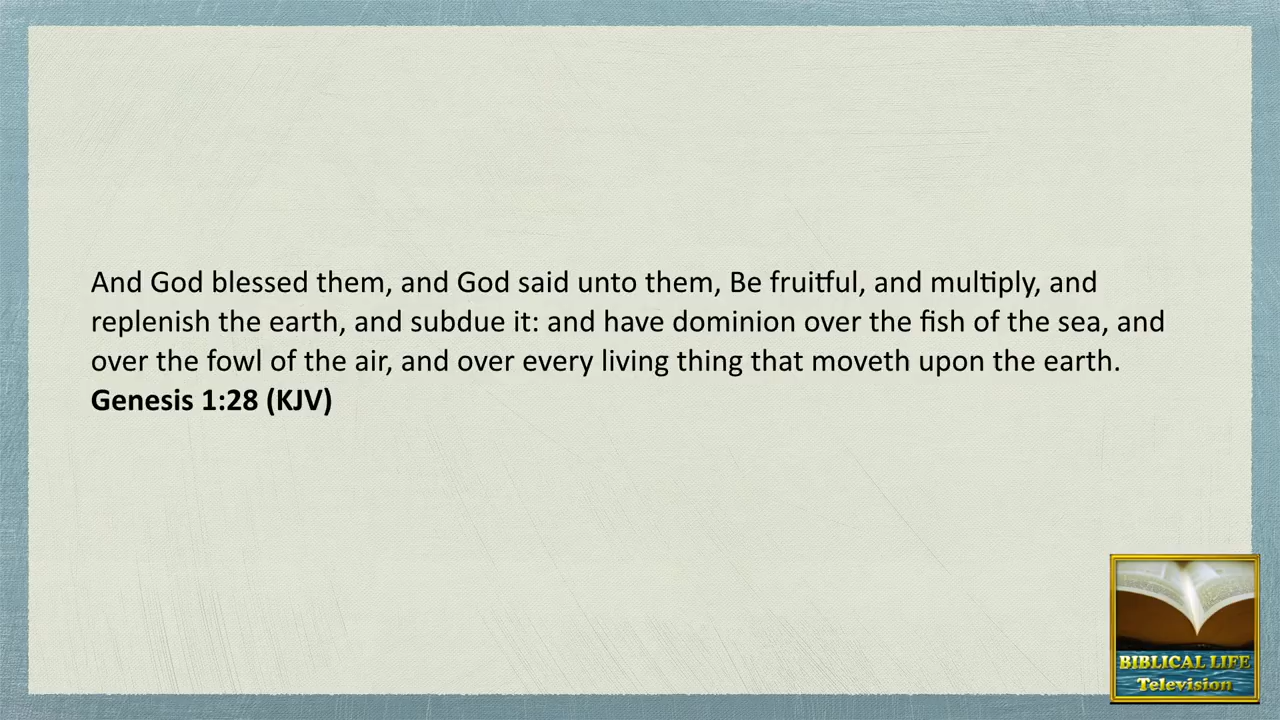 And God blessed them, and God said unto them, Be fruitful, and multiply, and
replenish the earth, and subdue it: and have dominion over the fish of the sea, and
over the fowl of the air, and over every living thing that moveth upon the earth.
Genesis 1:28 (KJV)
BIBLICAL LIFE
Television